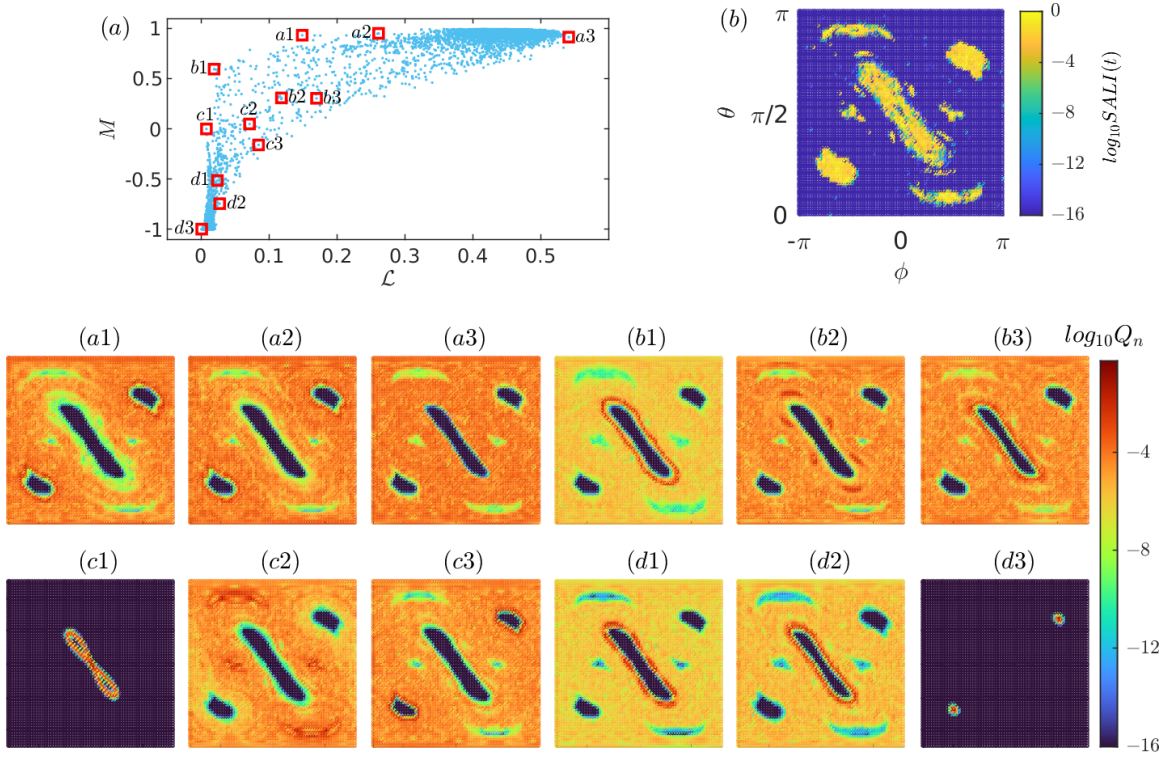 (a)
1
0.5
0
-0.5
-1
M
a1
a2
a3
b1
b2
b3
c1
c2
c3
d1
d2
d3
0
0.1
0.2
0.3
0.4
0.5
ℒ
(b)
π
π/2
0
θ
-π
0
π
ϕ
0
−4
−8
−12
−16
log₁₀SALI(t)
(a1)
(a2)
(a3)
(b1)
(b2)
(b3)
log₁₀Qₙ
(c1)
(c2)
(c3)
(d1)
(d2)
(d3)
−4
−8
−12
−16